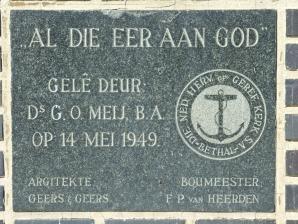 „AL DIE EER AAN GOD”
GELÊ DEUR:
Ds G. O. MEIJ, B.A.
OP 14 MEI 1949.
DIE NED. HERV. OF GEREF. KERK. S.A. BETHAL
ARGITEKTE: BOUMEESTER:
GEERS & GEERS. F. P. VAN HEERDEN